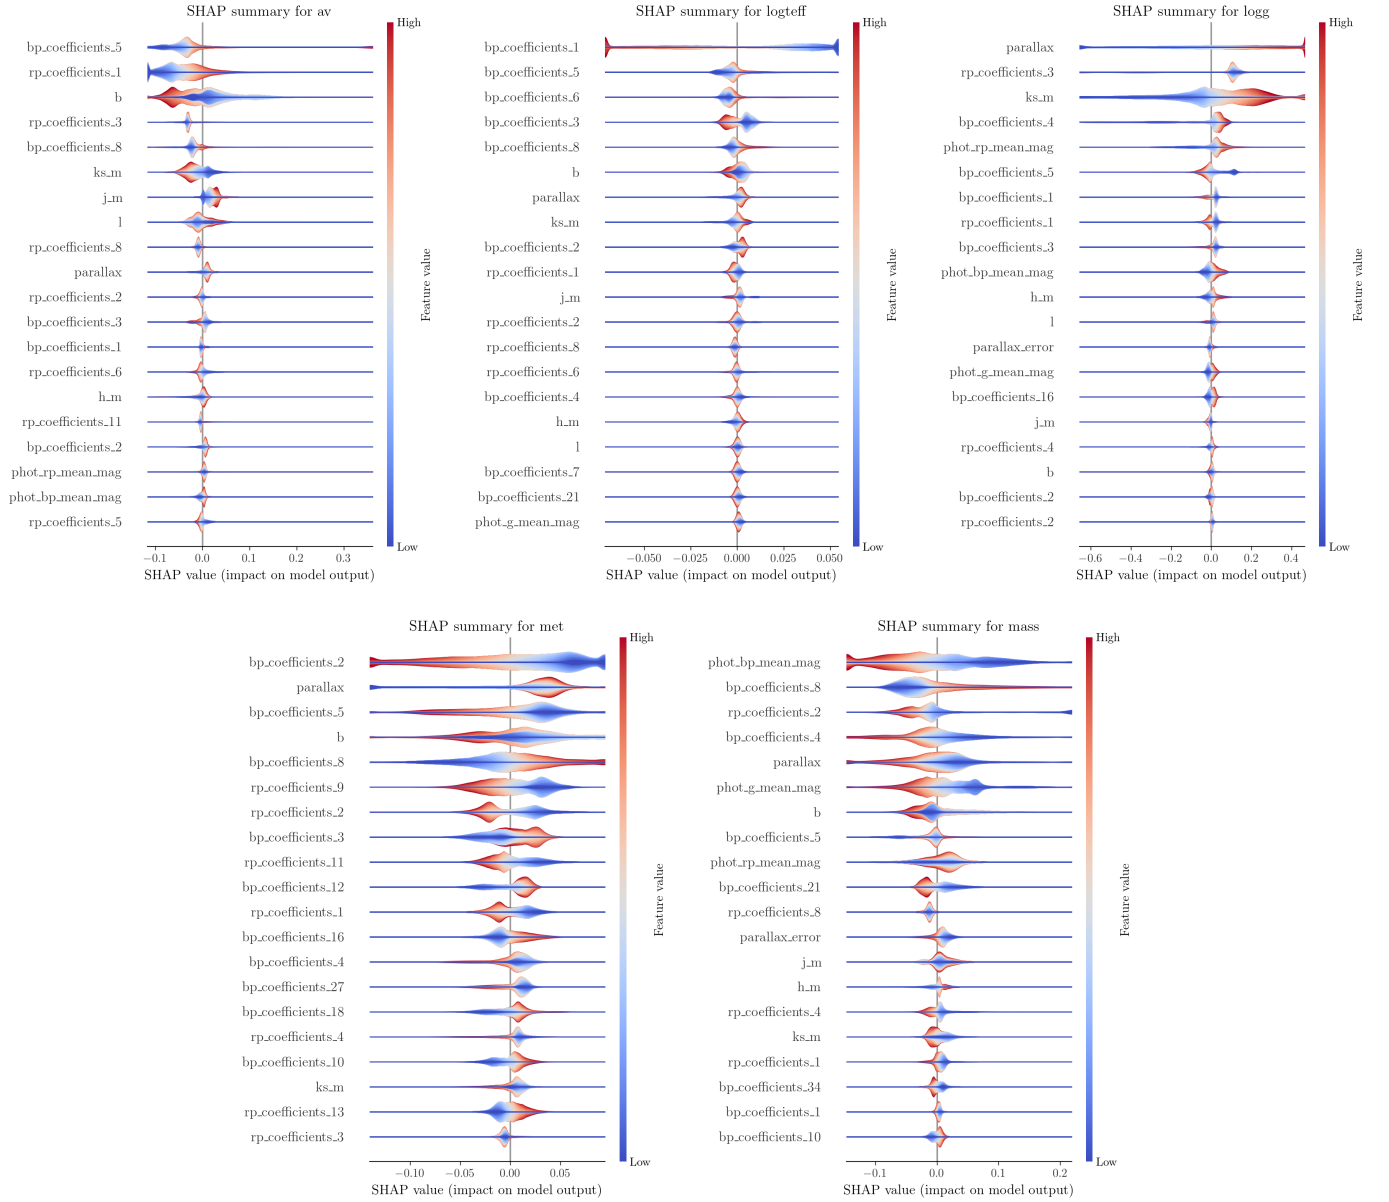 SHAP summary for av
bp_coefficients_5
rp_coefficients_1
b
rp_coefficients_3
bp_coefficients_8
ks_m
j_m
l
rp_coefficients_8
parallax
rp_coefficients_2
bp_coefficients_3
bp_coefficients_1
rp_coefficients_6
h_m
rp_coefficients_11
bp_coefficients_2
phot_rp_mean_mag
phot_bp_mean_mag
rp_coefficients_5
−0.1 0.0 0.1 0.2 0.3
SHAP value (impact on model output)
High
Feature value
Low
SHAP summary for logteff
bp_coefficients_1
bp_coefficients_5
bp_coefficients_6
bp_coefficients_3
bp_coefficients_8
b
parallax
ks_m
bp_coefficients_2
rp_coefficients_1
j_m
rp_coefficients_2
rp_coefficients_8
rp_coefficients_6
bp_coefficients_4
h_m
l
bp_coefficients_7
bp_coefficients_21
phot_g_mean_mag
−0.050 −0.025 0.000 0.025 0.050
SHAP value (impact on model output)
High
Feature value
Low
SHAP summary for logg
parallax
rp_coefficients_3
ks_m
bp_coefficients_4
phot_rp_mean_mag
bp_coefficients_5
bp_coefficients_1
rp_coefficients_1
bp_coefficients_3
phot_bp_mean_mag
h_m
l
parallax_error
phot_g_mean_mag
bp_coefficients_16
j_m
rp_coefficients_4
b
bp_coefficients_2
rp_coefficients_2
−0.6 −0.4 −0.2 0.0 0.2 0.4
SHAP value (impact on model output)
High
Feature value
Low
SHAP summary for met
bp_coefficients_2
parallax
bp_coefficients_5
b
bp_coefficients_8
rp_coefficients_9
rp_coefficients_2
bp_coefficients_3
rp_coefficients_11
bp_coefficients_12
rp_coefficients_1
bp_coefficients_16
bp_coefficients_4
bp_coefficients_27
bp_coefficients_18
rp_coefficients_4
bp_coefficients_10
ks_m
rp_coefficients_13
rp_coefficients_3
−0.10 −0.05 0.00 0.05
SHAP value (impact on model output)
High
Feature value
Low
SHAP summary for mass
phot_bp_mean_mag
bp_coefficients_8
rp_coefficients_2
bp_coefficients_4
parallax
phot_g_mean_mag
b
bp_coefficients_5
phot_rp_mean_mag
bp_coefficients_21
rp_coefficients_8
parallax_error
j_m
h_m
rp_coefficients_4
ks_m
rp_coefficients_1
bp_coefficients_34
bp_coefficients_1
bp_coefficients_10
−0.1 0.0 0.1 0.2
SHAP value (impact on model output)
High
Feature value
Low